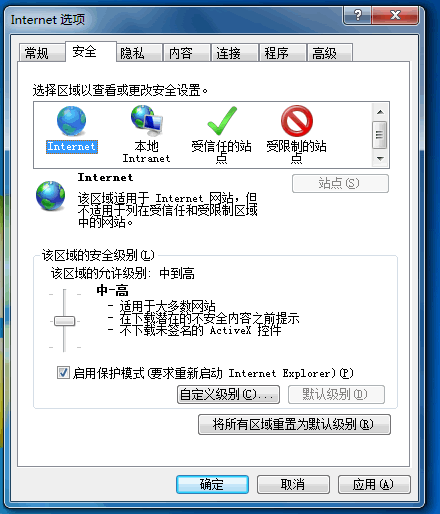 Internet 选项
常规 安全 隐私 内容 连接 程序 高级
选择区域以查看或更改安全设置。
Internet 本地 受信任的站 受限制的站
Intranet 点 点
站点(S)
Internet
该区域适用于 Internet 网站，但
不适用于列在受信任和受限制区域
中的网站。
该区域的安全级别(L)
该区域的允许级别: 中到高
中-高
- 适用于大多数网站
- 在下载潜在的不安全内容之前提示
- 不下载未签名的 ActiveX 控件
启用保护模式(要求重新启动 Internet Explorer)(P)
自定义级别(C)... 默认级别(D)
将所有区域重置为默认级别(R)
确定 取消 应用(A)